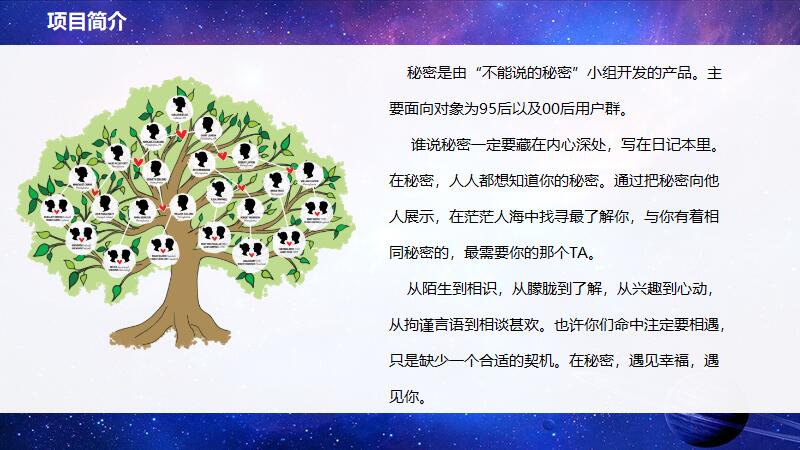 项目简介
秘密是由“不能说的秘密”小组开发的产品。主
要面向对象为95后以及00后用户群。
谁说秘密一定要藏在内心深处，写在日记本里。
在秘密，人人都想知道你的秘密。通过把秘密向他
人展示，在茫茫人海中找寻最了解你，与你有着相
同秘密的，最需要你的那个TA。
从陌生到相识，从朦胧到了解，从兴趣到心动，
从拘谨言语到相谈甚欢。也许你们命中注定要相遇，
只是缺少一个合适的契机。在秘密，遇见幸福，遇
见你。